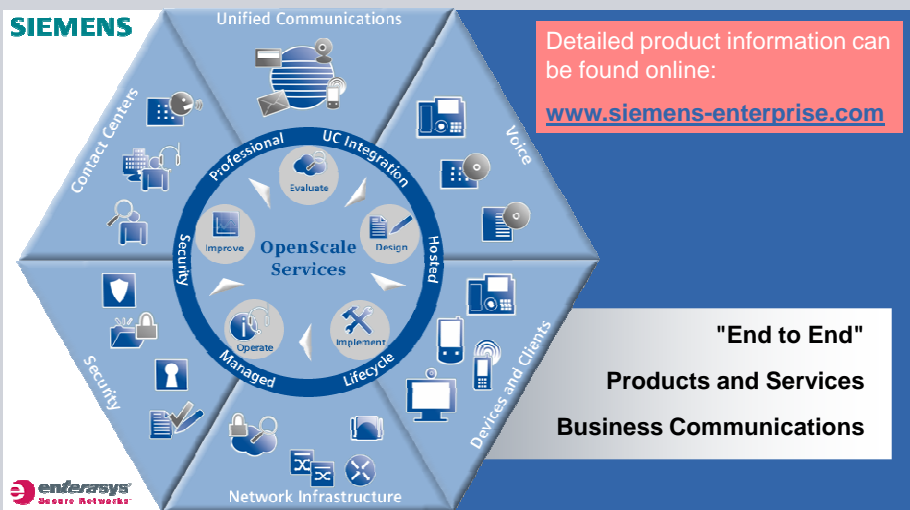 SIEMENS
Unified Communications
Detailed product information can
be found online:
www.siemens-enterprise.com
Contact Centers
Voice
Professional
UC Integration
Evaluate
Security
Improve
OpenScale
Services
Design
Hosted
Operate
Implement
Managed
Lifecycle
Security
Devices and Clients
Network Infrastructure
"End to End"
Products and Services
Business Communications
enterasys
Secure Networks™